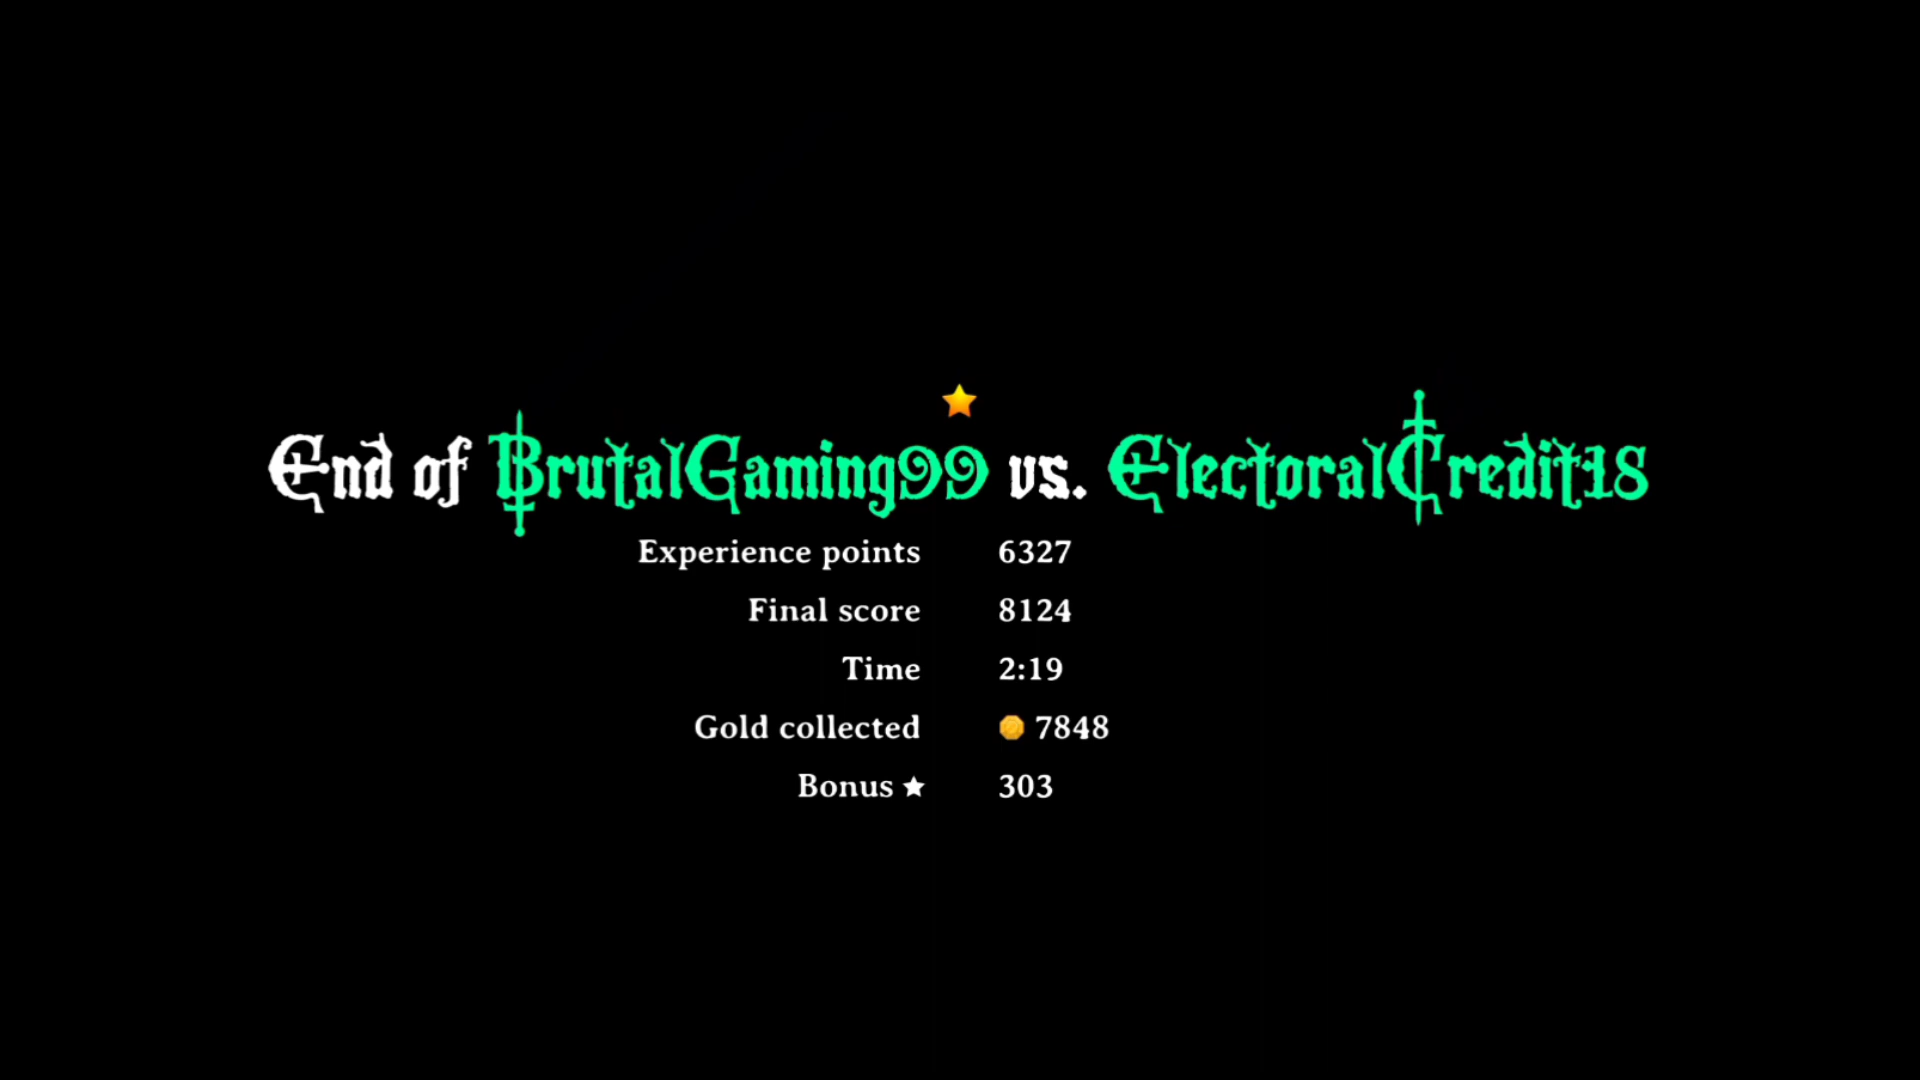 End of BrutalGaming99 vs. ElectoralCredit18
Experience points 6327
Final score 8124
Time 2:19
Gold collected 7848
Bonus ★ 303